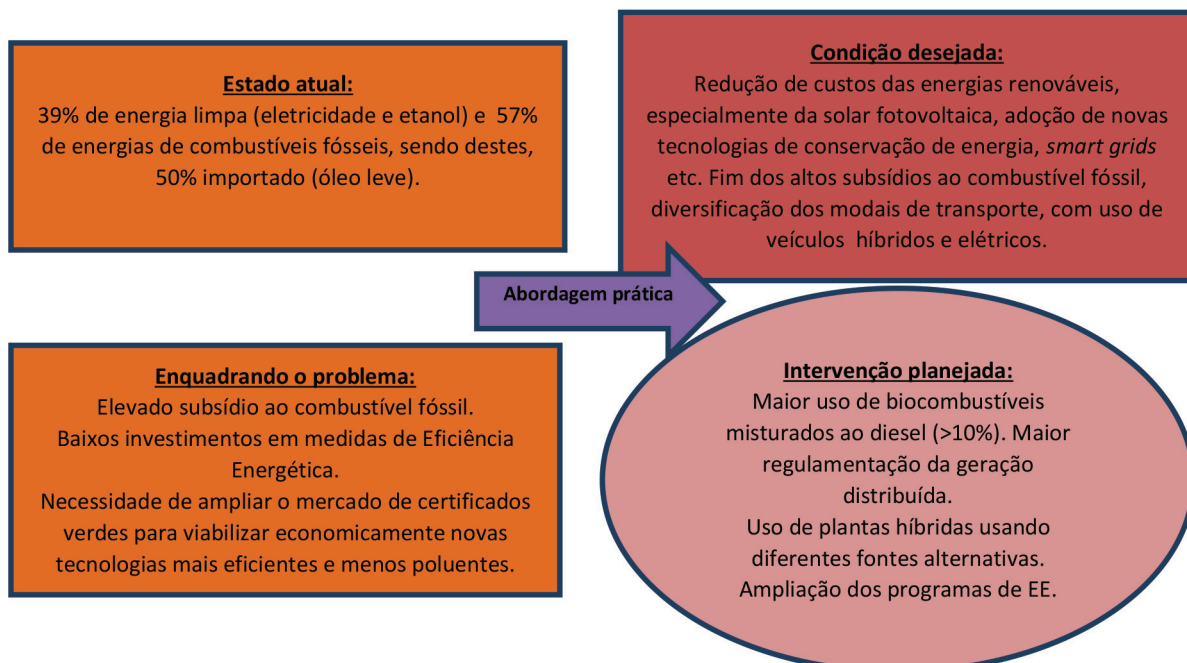 Estado atual:
39% de energia limpa (eletricidade e etanol) e 57%
de energias de combustíveis fósseis, sendo destes,
50% importado (óleo leve).
Condição desejada:
Redução de custos das energias renováveis,
especialmente da solar fotovoltaica, adoção de novas
tecnologias de conservação de energia, smart grids
etc. Fim dos altos subsídios ao combustível fóssil,
diversificação dos modais de transporte, com uso de
veículos híbridos e elétricos.
Abordagem prática
Enquadrando o problema:
Elevado subsídio ao combustível fóssil.
Baixos investimentos em medidas de Eficiência
Energética.
Necessidade de ampliar o mercado de certificados
verdes para viabilizar economicamente novas
tecnologias mais eficientes e menos poluentes.
Intervenção planejada:
Maior uso de biocombustíveis
misturados ao diesel (>10%). Maior
regulamentação da geração
distribuída.
Uso de plantas híbridas usando
diferentes fontes alternativas.
Ampliação dos programas de EE.